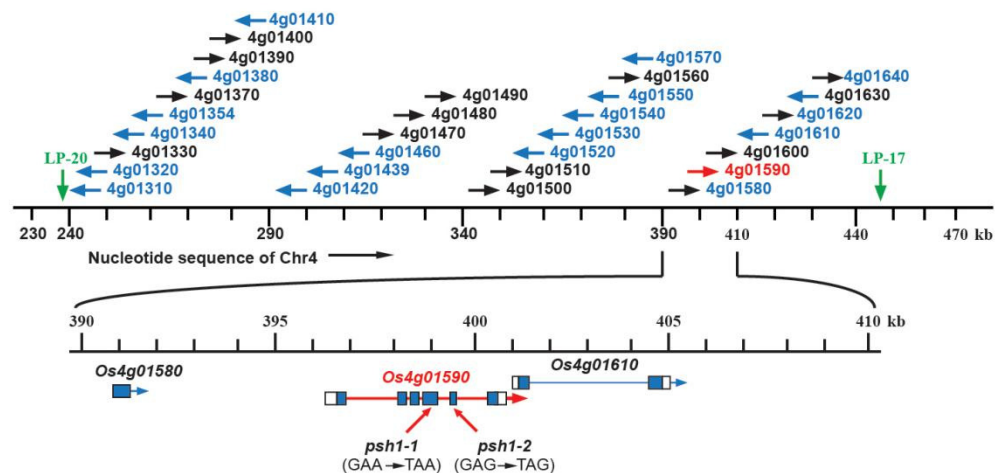 4g01410
4g01400
4g01390
4g01380
4g01370
4g01354
4g01340
4g01330
4g01320
4g01310
4g01490
4g01480
4g01470
4g01460
4g01439
4g01420
4g01570
4g01560
4g01550
4g01540
4g01530
4g01520
4g01510
4g01500
4g01640
4g01630
4g01620
4g01610
4g01600
4g01590
4g01580
LP-20
LP-17
230 240 290 340 390 410 440 470 kb
Nucleotide sequence of Chr4
390 395 400 405 410 kb
Os4g01580 Os4g01590 Os4g01610
psh1-1 psh1-2
(GAA→TAA) (GAG→TAG)